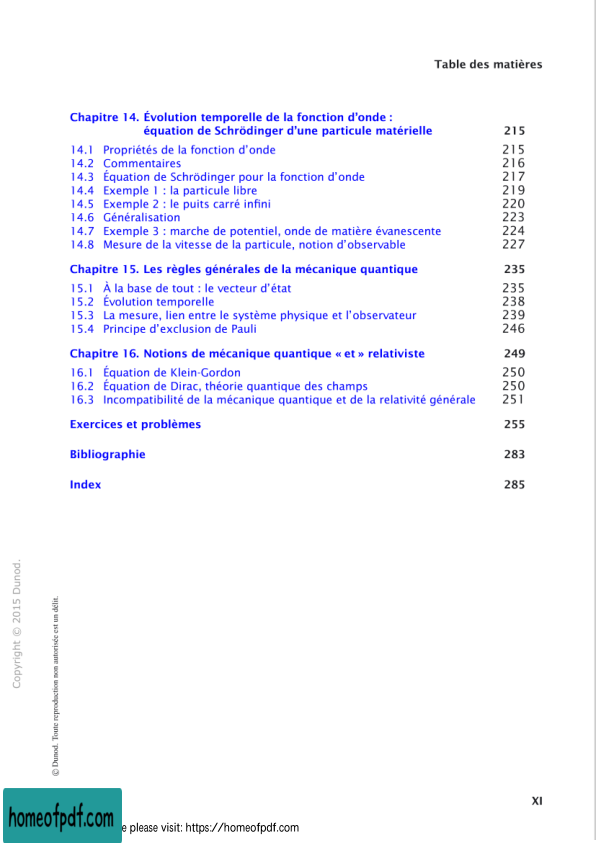 Table des matières
Chapitre 14. Évolution temporelle de la fonction d'onde :
équation de Schrödinger d'une particule matérielle 215
14.1 Propriétés de la fonction d'onde 215
14.2 Commentaires 216
14.3 Équation de Schrödinger pour la fonction d'onde 217
14.4 Exemple 1 : la particule libre 219
14.5 Exemple 2 : le puits carré infini 220
14.6 Généralisation 223
14.7 Exemple 3 : marche de potentiel, onde de matière évanescente 224
14.8 Mesure de la vitesse de la particule, notion d'observable 227
Chapitre 15. Les règles générales de la mécanique quantique 235
15.1 À la base de tout : le vecteur d'état 235
15.2 Évolution temporelle 238
15.3 La mesure, lien entre le système physique et l'observateur 239
15.4 Principe d'exclusion de Pauli 246
Chapitre 16. Notions de mécanique quantique « et » relativiste 249
16.1 Équation de Klein-Gordon 250
16.2 Équation de Dirac, théorie quantique des champs 250
16.3 Incompatibilité de la mécanique quantique et de la relativité générale 251
Exercices et problèmes 255
Bibliographie 283
Index 285
Copyright © 2015 Dunod.
© Dunod. Toute reproduction non autorisée est un délit.
XI
homeofpdf.com
e please visit: https://homeofpdf.com